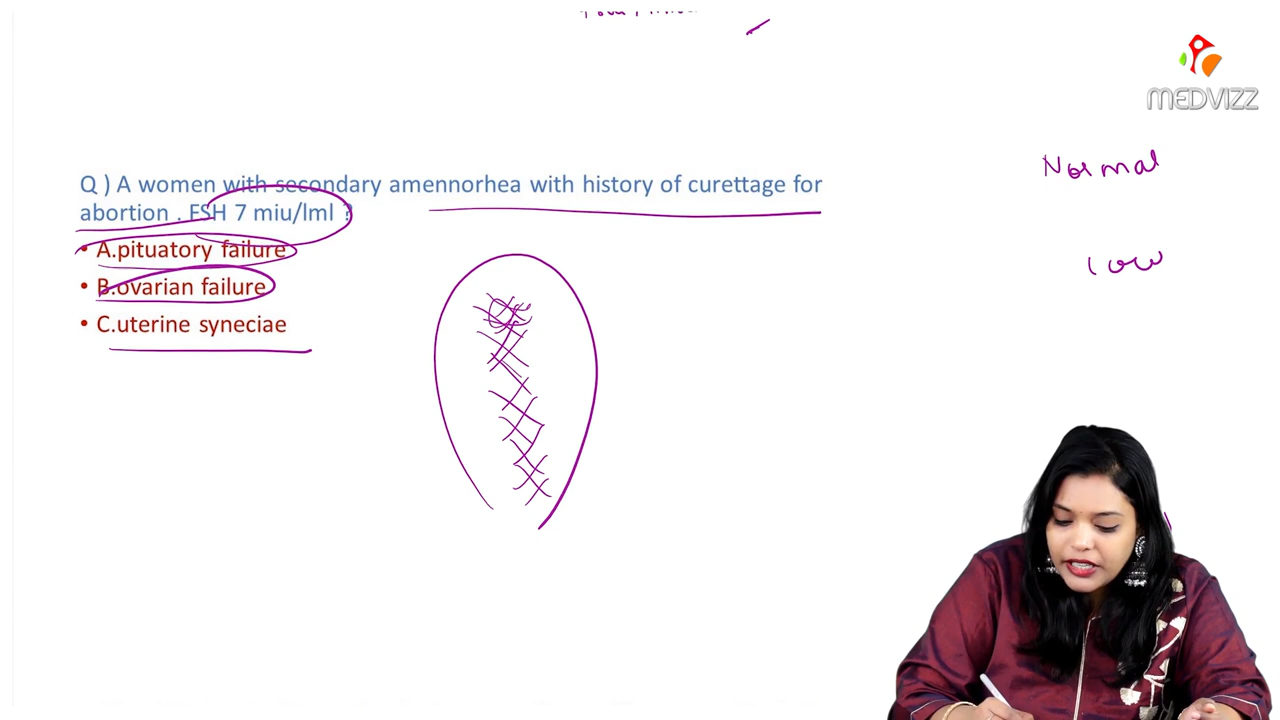 MEDVIZZ
Normal
Q ) A women with secondary amennorhea with history of curettage for
abortion . FSH 7 miu/lml ?
low
• A.pituatory failure
• B.ovarian failure
• C.uterine syneciae